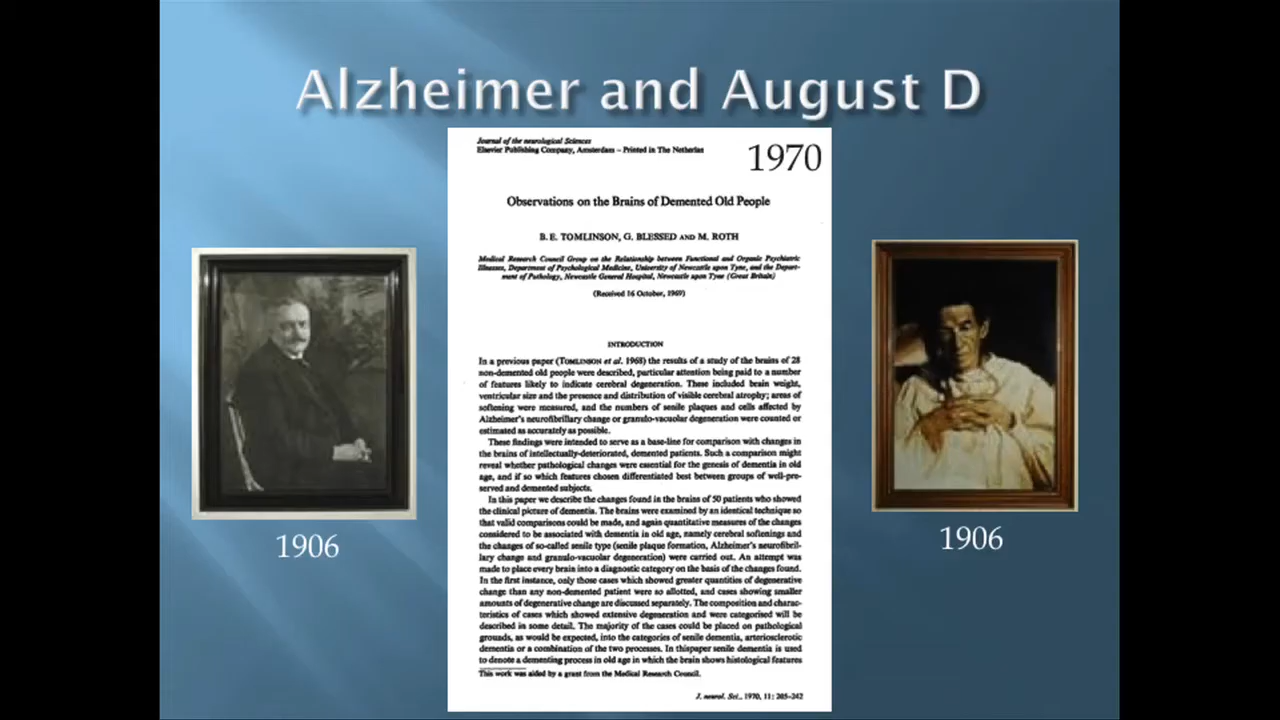 Alzheimer and August D
Journal of the neurological Sciences
Elsevier Publishing Company, Amsterdam – Printed in The Netherlan
1970
Observations on the Brains of Demented Old People
B. E. TOMLINSON, G. BLESSED AND M. ROTH
Medical Research Council Group on the Relationship between Functional and Organic Psychiatric
Illnesses, Department of Psychological Medicine, University of Newcastle upon Tyne, and the Depart-
ment of Pathology, Newcastle General Hospital, Newcastle upon Tyne (Great Britain)
(Received 16 October, 1969)
INTRODUCTION
In a previous paper (TOMLINSON et al. 1968) the results of a study of the brains of 28
non-demented old people were described, particular attention being paid to a number
of features likely to indicate cerebral degeneration. These included brain weight,
ventricular size and the presence and distribution of visible cerebral atrophy; areas of
softening were measured, and the numbers of senile plaques and cells affected by
Alzheimer's neurofibrillary change or granulo-vacuolar degeneration were counted or
estimated as accurately as possible.
These findings were intended to serve as a base-line for comparison with changes in
the brains of intellectually-deteriorated, demented patients. Such a comparison might
reveal whether pathological changes were essential for the genesis of dementia in old
age, and if so which features chosen differentiated best between groups of well-pre-
served and demented subjects.
In this paper we describe the changes found in the brains of 50 patients who showed
the clinical picture of dementia. The brains were examined by an identical technique so
that valid comparisons could be made, and again quantitative measures of the changes
considered to be associated with dementia in old age, namely cerebral softenings and
the changes of so-called senile type (senile plaque formation, Alzheimer's neurofibril-
lary change and granulo-vacuolar degeneration) were carried out. An attempt was
made to place every brain into a diagnostic category on the basis of the changes found.
In the first instance, only those cases which showed greater quantities of degenerative
change than any non-demented patient were so allotted, and cases showing smaller
amounts of degenerative change are discussed separately. The composition and charac-
teristics of cases which showed extensive degeneration and were categorised will be
described in some detail. The majority of the cases could be placed on pathological
grounds, as would be expected, into the categories of senile dementia, arteriosclerotic
dementia or a combination of the two processes. In thispaper senile dementia is used
to denote a dementing process in old age in which the brain shows histological features
This work was aided by a grant from the Medical Research Council.
J. neurol. Sci., 1970, 11: 205-242
1906
1906